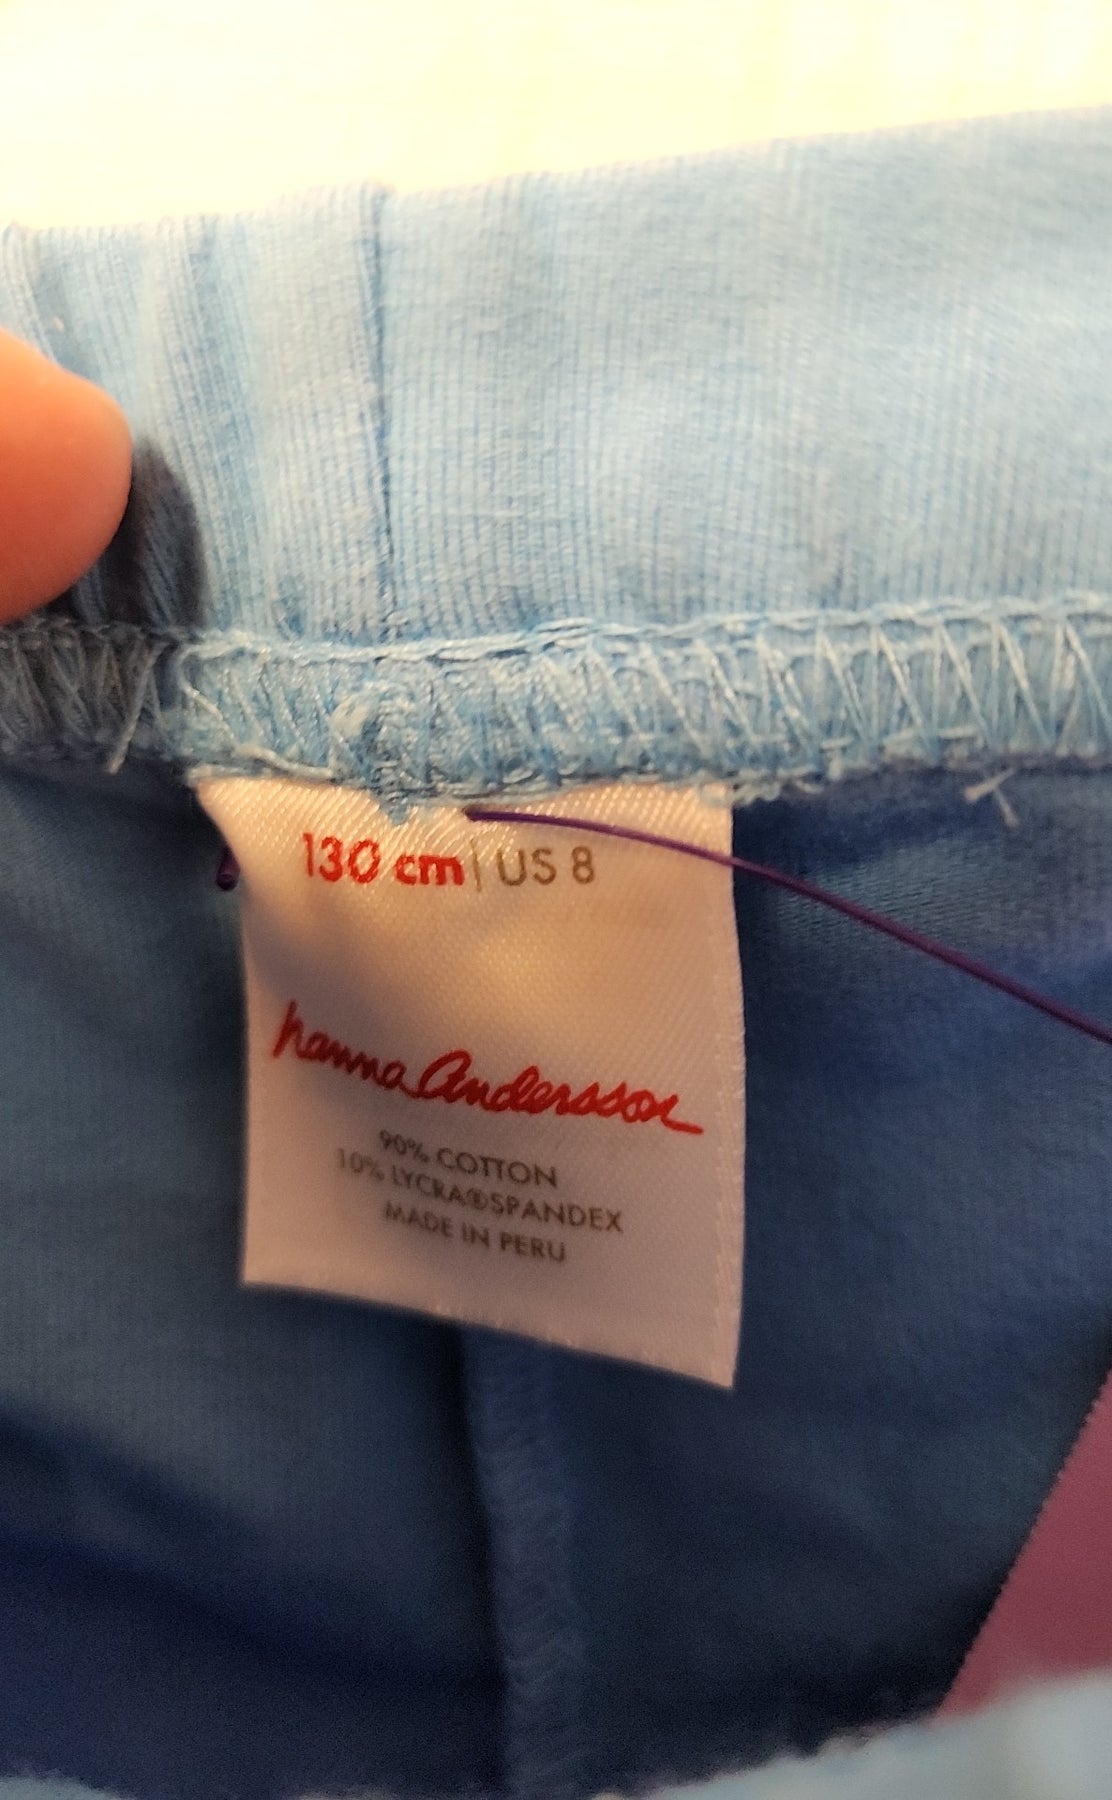 130 cm | US 8
hanna Andersson
90% COTTON
10% LYCRA®SPANDEX
MADE IN PERU